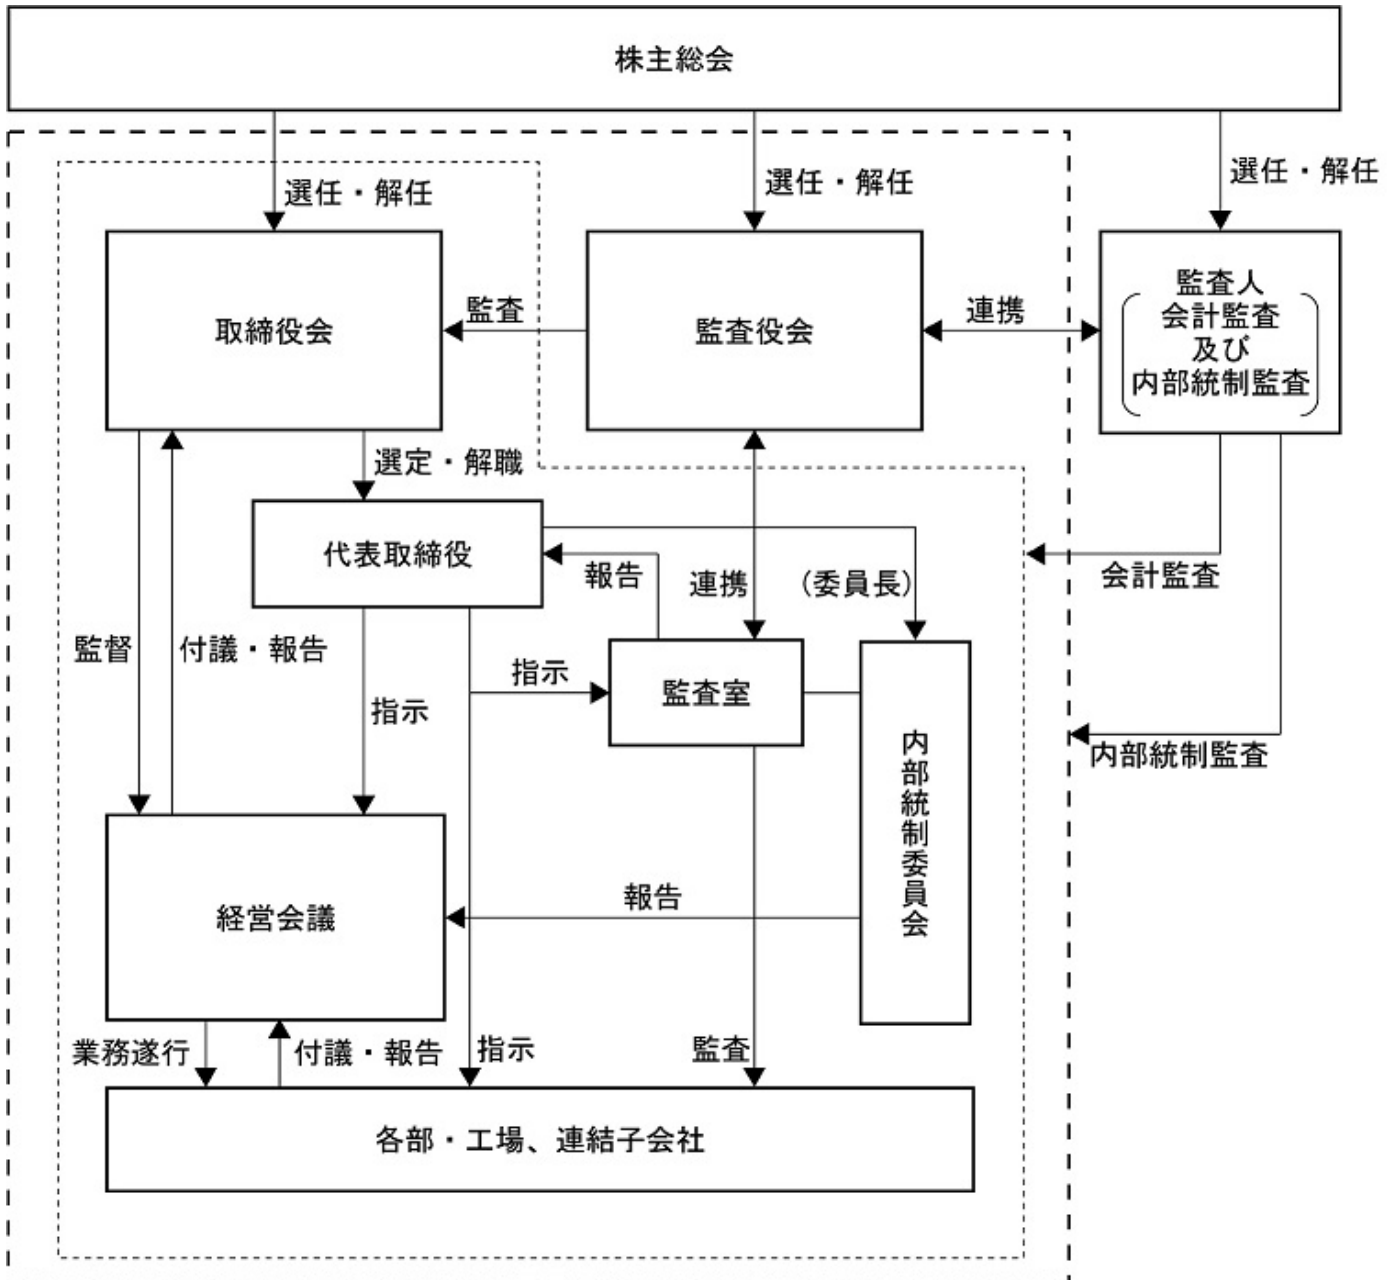 株主総会
選任・解任
選任・解任
選任・解任
取締役会
監査
監査役会
連携
監査人
会計監査
及び
内部統制監査
選定・解職
代表取締役
報告
連携
(委員長)
会計監査
監督
付議・報告
指示
指示
監査室
内部統制監査
内部統制委員会
経営会議
報告
業務遂行
付議・報告
指示
監査
各部・工場、連結子会社